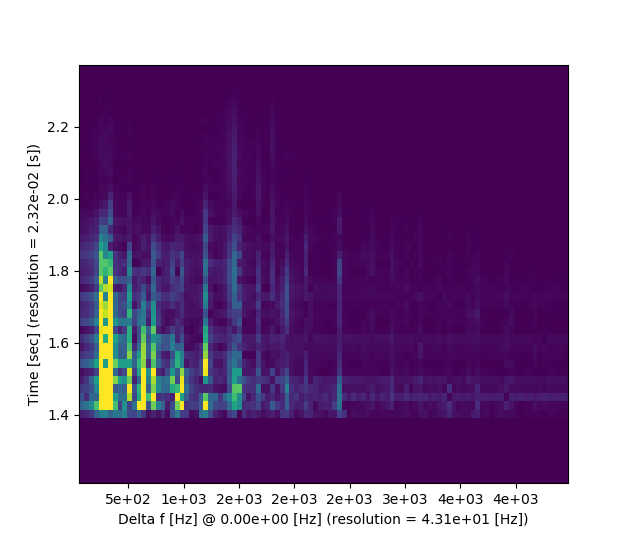 2.2
2.0
1.8
1.6
1.4
Time [sec] (resolution = 2.32e-02 [s])
5e+02 1e+03 2e+03 2e+03 2e+03 3e+03 4e+03 4e+03
Delta f [Hz] @ 0.00e+00 [Hz] (resolution = 4.31e+01 [Hz])